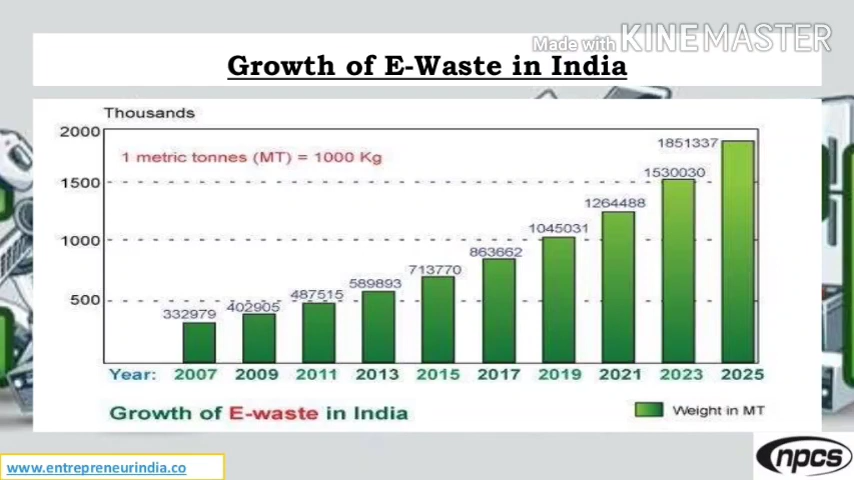 Made with KINEMASTER
Growth of E-Waste in India
Thousands
2000
1 metric tonnes (MT) = 1000 Kg
1851337
1500
1530030
1264488
1000
1045031
863662
713770
589893
500
487515
402905
332979
Year: 2007 2009 2011 2013 2015 2017 2019 2021 2023 2025
Growth of E-waste in India
Weight in MT
www.entrepreneurindia.co
npcs